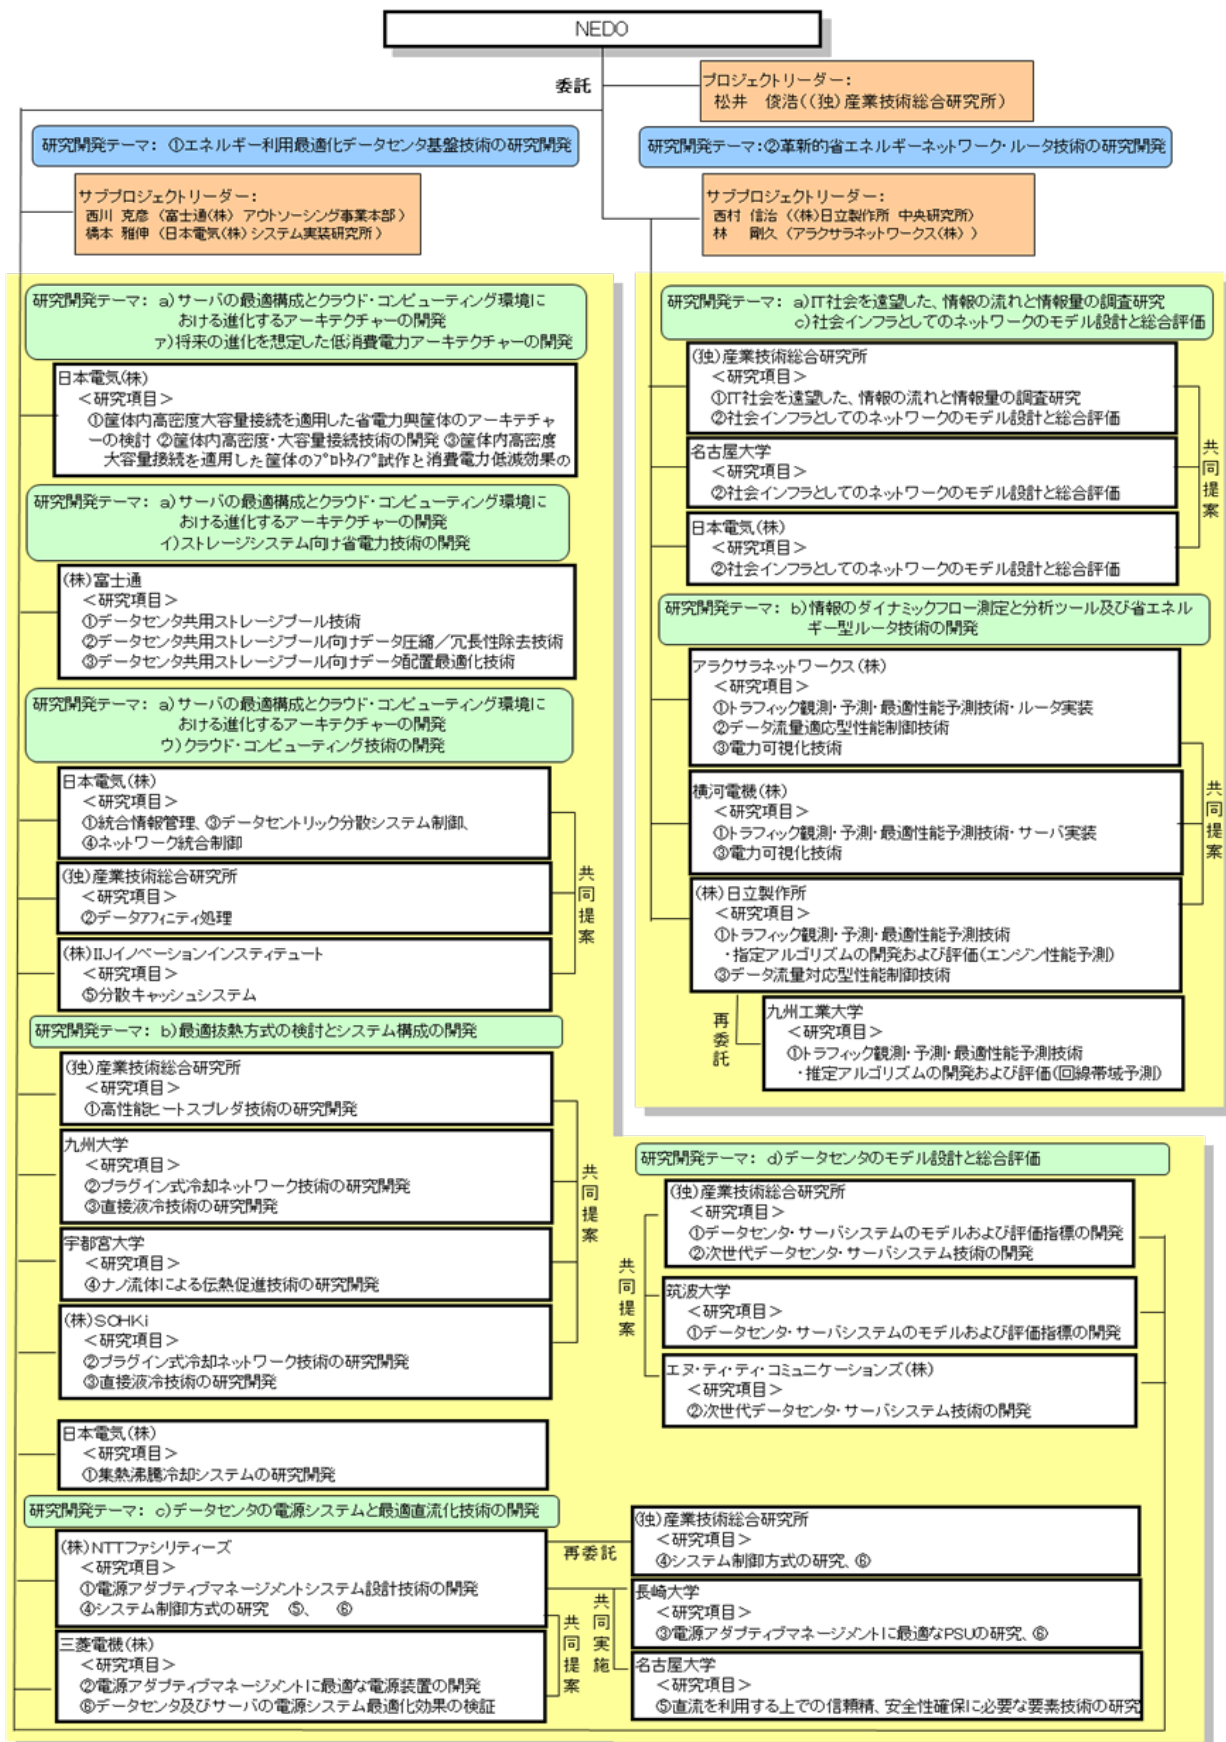 NEDO
委託
プロジェクトリーダー：
松井　俊浩((独)産業技術総合研究所)
研究開発テーマ： ①エネルギー利用最適化データセンタ基盤技術の研究開発
サブプロジェクトリーダー：
西川 克彦 (富士通(株) アウトソーシング事業本部)
橋本 雅伸 (日本電気(株) システム実装研究所)
研究開発テーマ:②革新的省エネルギーネットワーク・ルータ技術の研究開発
サブプロジェクトリーダー：
西村 信治 ((株)日立製作所 中央研究所)
林　剛久 (アラクサラネットワークス(株) )
研究開発テーマ： a)サーバの最適構成とクラウド・コンピューティング環境に
おける進化するアーキテクチャーの開発
ァ)将来の進化を想定した低消費電力アーキテクチャーの開発
日本電気(株)
＜研究項目＞
①筐体内高密度大容量接続を適用した省電力與筐体のアーキテチャ
ーの検討 ②筐体内高密度・大容量接続技術の開発 ③筐体内高密度
大容量接続を適用した筐体のﾌﾟﾛﾄﾀｲﾌﾟ試作と消費電力低減効果の
研究開発テーマ： a)サーバの最適構成とクラウド・コンピューティング環境に
おける進化するアーキテクチャーの開発
イ)ストレージシステム向け省電力技術の開発
(株)富士通
＜研究項目＞
①データセンタ共用ストレージプール技術
②データセンタ共用ストレージプール向けデータ圧縮／冗長性除去技術
③データセンタ共用ストレージプール向けデータ配置最適化技術
研究開発テーマ： a)サーバの最適構成とクラウド・コンピューティング環境に
おける進化するアーキテクチャーの開発
ウ)クラウド・コンピューティング技術の開発
日本電気(株)
＜研究項目＞
①統合情報管理、③データセントリック分散システム制御、
④ネットワーク統合制御
(独)産業技術総合研究所
＜研究項目＞
②データアフィニティ処理
(株)IIJイノベーションインスティテュート
＜研究項目＞
⑤分散キャッシュシステム
共同提案
研究開発テーマ： b)最適抜熱方式の検討とシステム構成の開発
(独)産業技術総合研究所
＜研究項目＞
①高性能ヒートスプレダ技術の研究開発
九州大学
＜研究項目＞
②プラグイン式冷却ネットワーク技術の研究開発
③直接液冷技術の研究開発
宇都宮大学
＜研究項目＞
④ナノ流体による伝熱促進技術の研究開発
(株)SOHKi
＜研究項目＞
②プラグイン式冷却ネットワーク技術の研究開発
③直接液冷技術の研究開発
共同提案
日本電気(株)
＜研究項目＞
①集熱沸騰冷却システムの研究開発
研究開発テーマ： c)データセンタの電源システムと最適直流化技術の開発
(株)NTTファシリティーズ
＜研究項目＞
①電源アダプティブマネージメントシステム設計技術の開発
④システム制御方式の研究　⑤、　⑥
三菱電機(株)
＜研究項目＞
②電源アダプティブマネージメントに最適な電源装置の開発
⑥データセンタ及びサーバの電源システム最適化効果の検証
共同提案
再委託
共同実施
(独)産業技術総合研究所
＜研究項目＞
④システム制御方式の研究、⑥
長崎大学
＜研究項目＞
③電源アダプティブマネージメントに最適なPSUの研究、⑥
名古屋大学
＜研究項目＞
⑤直流を利用する上での信頼精、安全性確保に必要な要素技術の研究
研究開発テーマ： a)IT社会を遠望した、情報の流れと情報量の調査研究
c)社会インフラとしてのネットワークのモデル設計と総合評価
(独)産業技術総合研究所
＜研究項目＞
①IT社会を遠望した、情報の流れと情報量の調査研究
②社会インフラとしてのネットワークのモデル設計と総合評価
名古屋大学
＜研究項目＞
②社会インフラとしてのネットワークのモデル設計と総合評価
日本電気(株)
＜研究項目＞
②社会インフラとしてのネットワークのモデル設計と総合評価
共同提案
研究開発テーマ： b)情報のダイナミックフロー測定と分析ツール及び省エネル
ギー型ルータ技術の開発
アラクサラネットワークス(株)
＜研究項目＞
①トラフィック観測・予測・最適性能予測技術・ルータ実装
②データ流量適応型性能制御技術
③電力可視化技術
横河電機(株)
＜研究項目＞
①トラフィック観測・予測・最適性能予測技術・サーバ実装
③電力可視化技術
(株)日立製作所
＜研究項目＞
①トラフィック観測・予測・最適性能予測技術
・指定アルゴリズムの開発および評価(エンジン性能予測)
③データ流量対応型性能制御技術
共同提案
再委託
九州工業大学
＜研究項目＞
①トラフィック観測・予測・最適性能予測技術
・推定アルゴリズムの開発および評価(回線帯域予測)
研究開発テーマ： d)データセンタのモデル設計と総合評価
(独)産業技術総合研究所
＜研究項目＞
①データセンタ・サーバシステムのモデルおよび評価指標の開発
②次世代データセンタ・サーバシステム技術の開発
筑波大学
＜研究項目＞
①データセンタ・サーバシステムのモデルおよび評価指標の開発
エヌ・ティ・ティ・コミュニケーションズ(株)
＜研究項目＞
②次世代データセンタ・サーバシステム技術の開発
共同提案